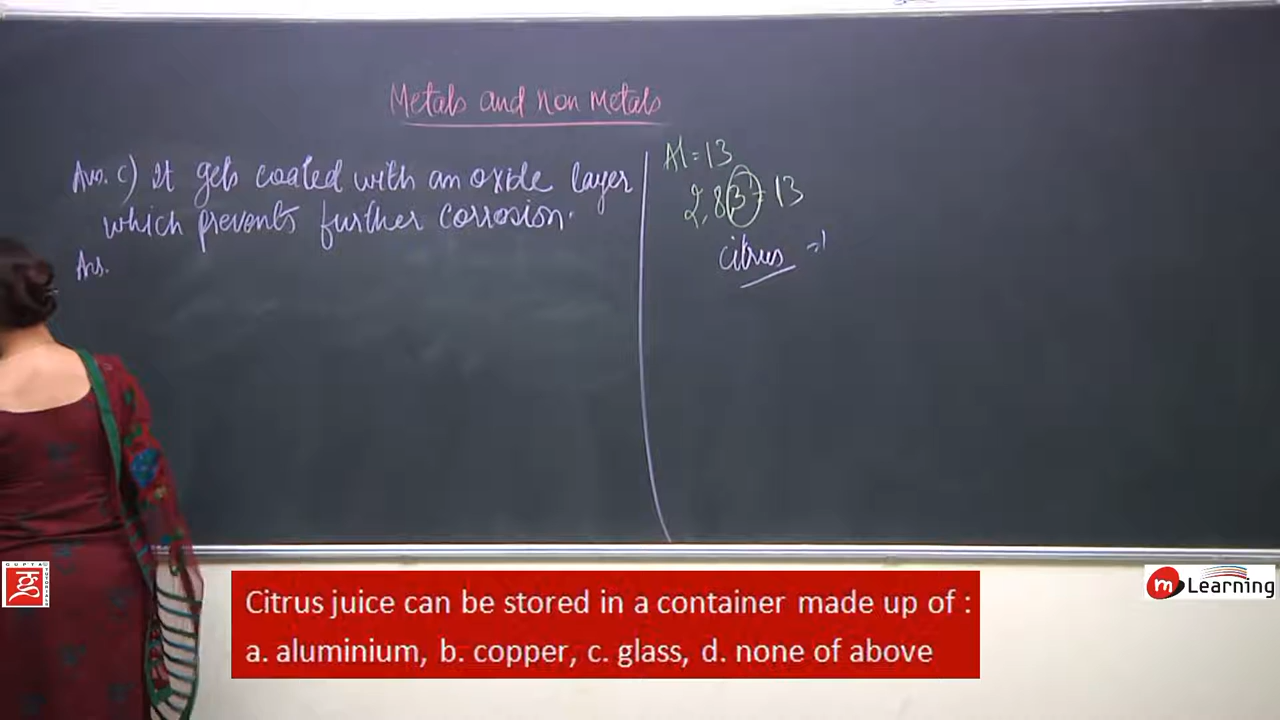 Metals and non Metals
Ans. c) It gets coated with an oxide layer
which prevents further corrosion.
Ans.
Al = 13
2,8,3 = 13
citrus
GUPTA TUTORIALS
m Learning
Citrus juice can be stored in a container made up of :
a. aluminium, b. copper, c. glass, d. none of above